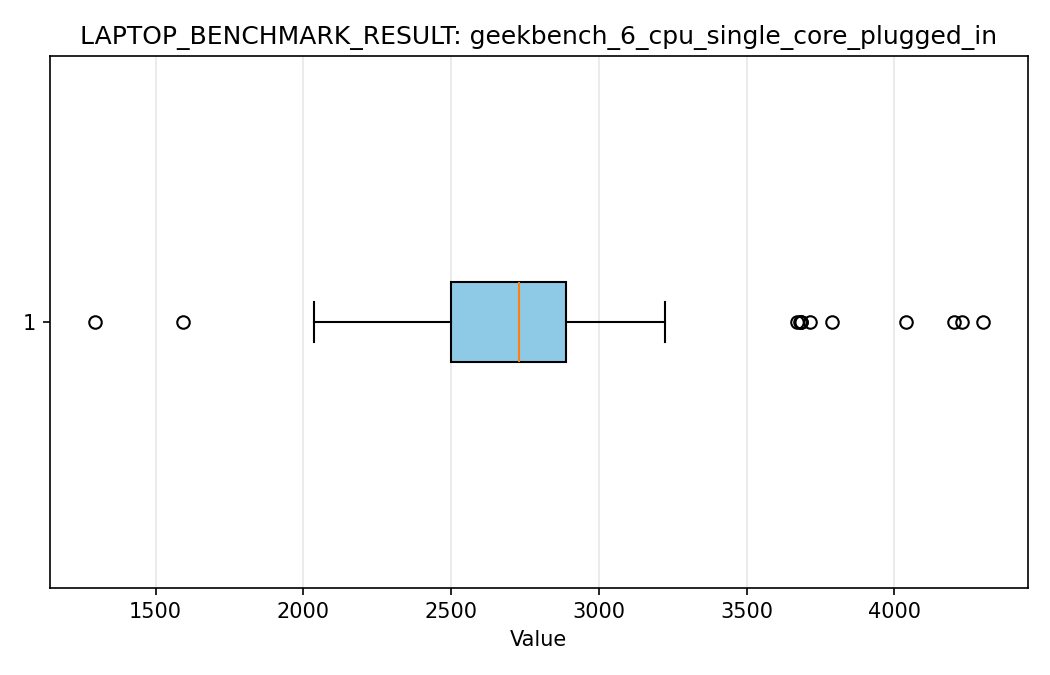 LAPTOP_BENCHMARK_RESULT: geekbench_6_cpu_single_core_plugged_in
1
1500 2000 2500 3000 3500 4000
Value